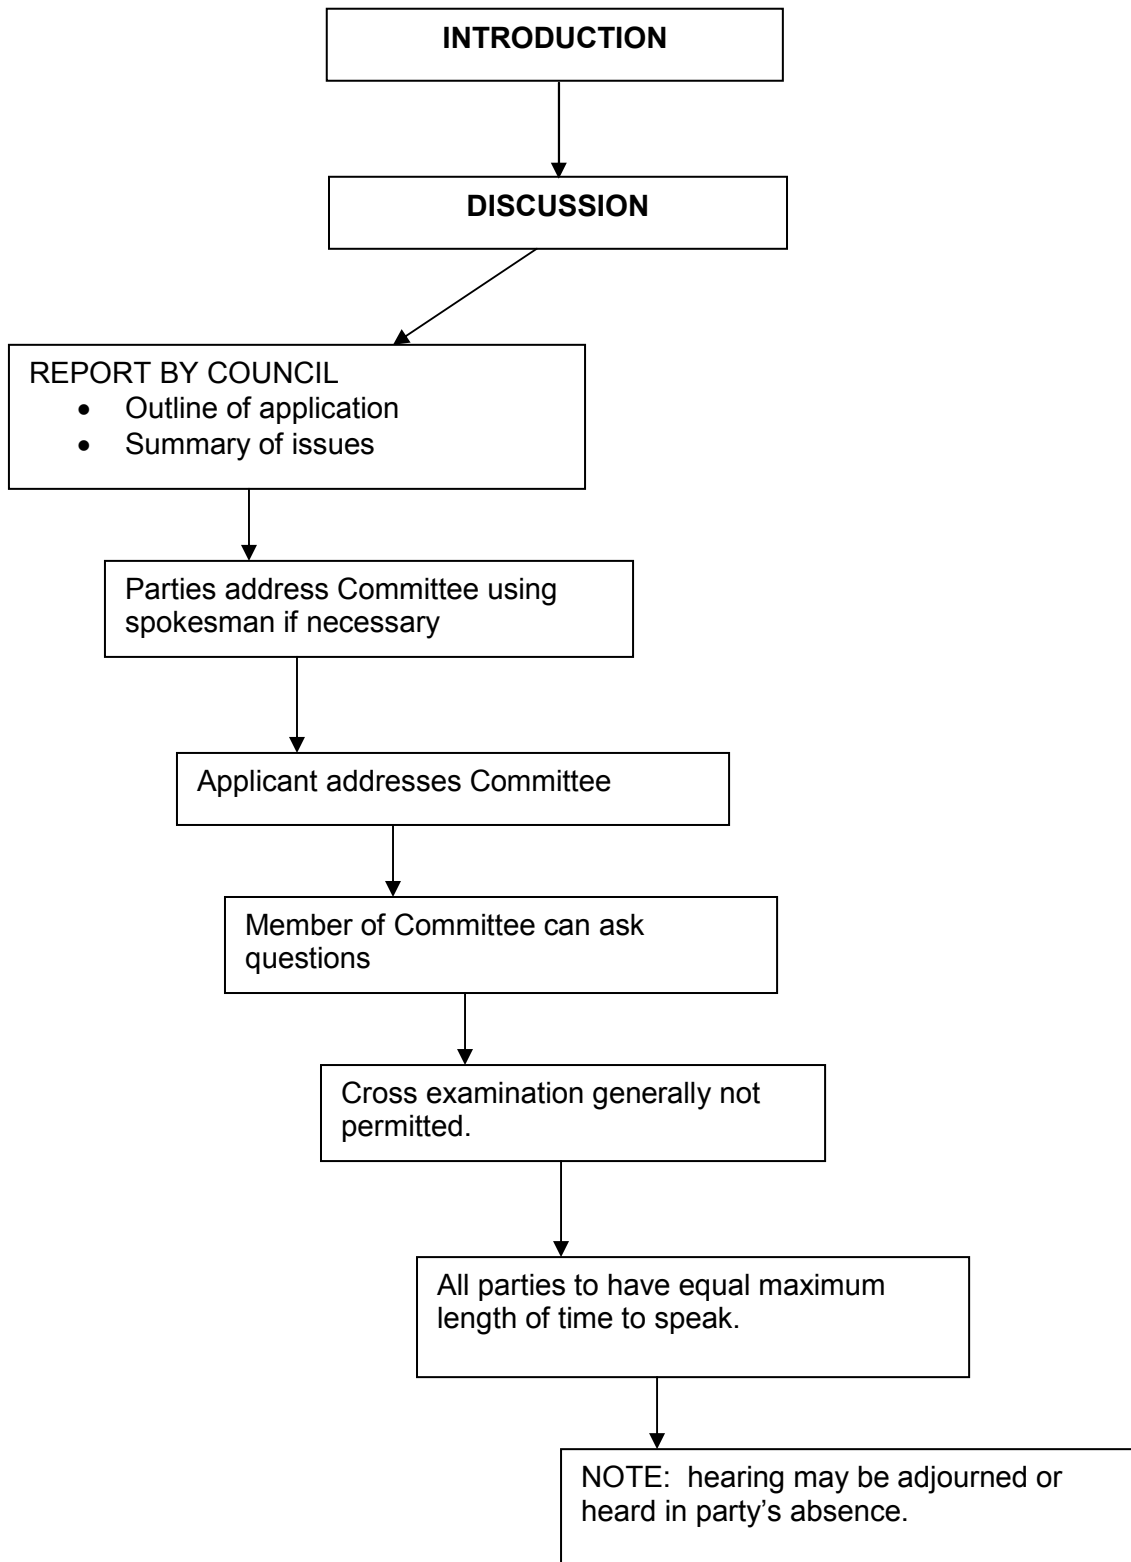 INTRODUCTION
DISCUSSION
REPORT BY COUNCIL
• Outline of application
• Summary of issues
Parties address Committee using
spokesman if necessary
Applicant addresses Committee
Member of Committee can ask
questions
Cross examination generally not
permitted.
All parties to have equal maximum
length of time to speak.
NOTE:  hearing may be adjourned or
heard in party’s absence.